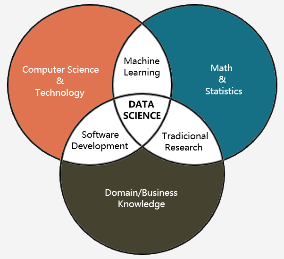 Computer Science
&
Technology
Machine
Learning
Math
&
Statistics
DATA
SCIENCE
Software
Development
Tradicional
Research
Domain/Business
Knowledge